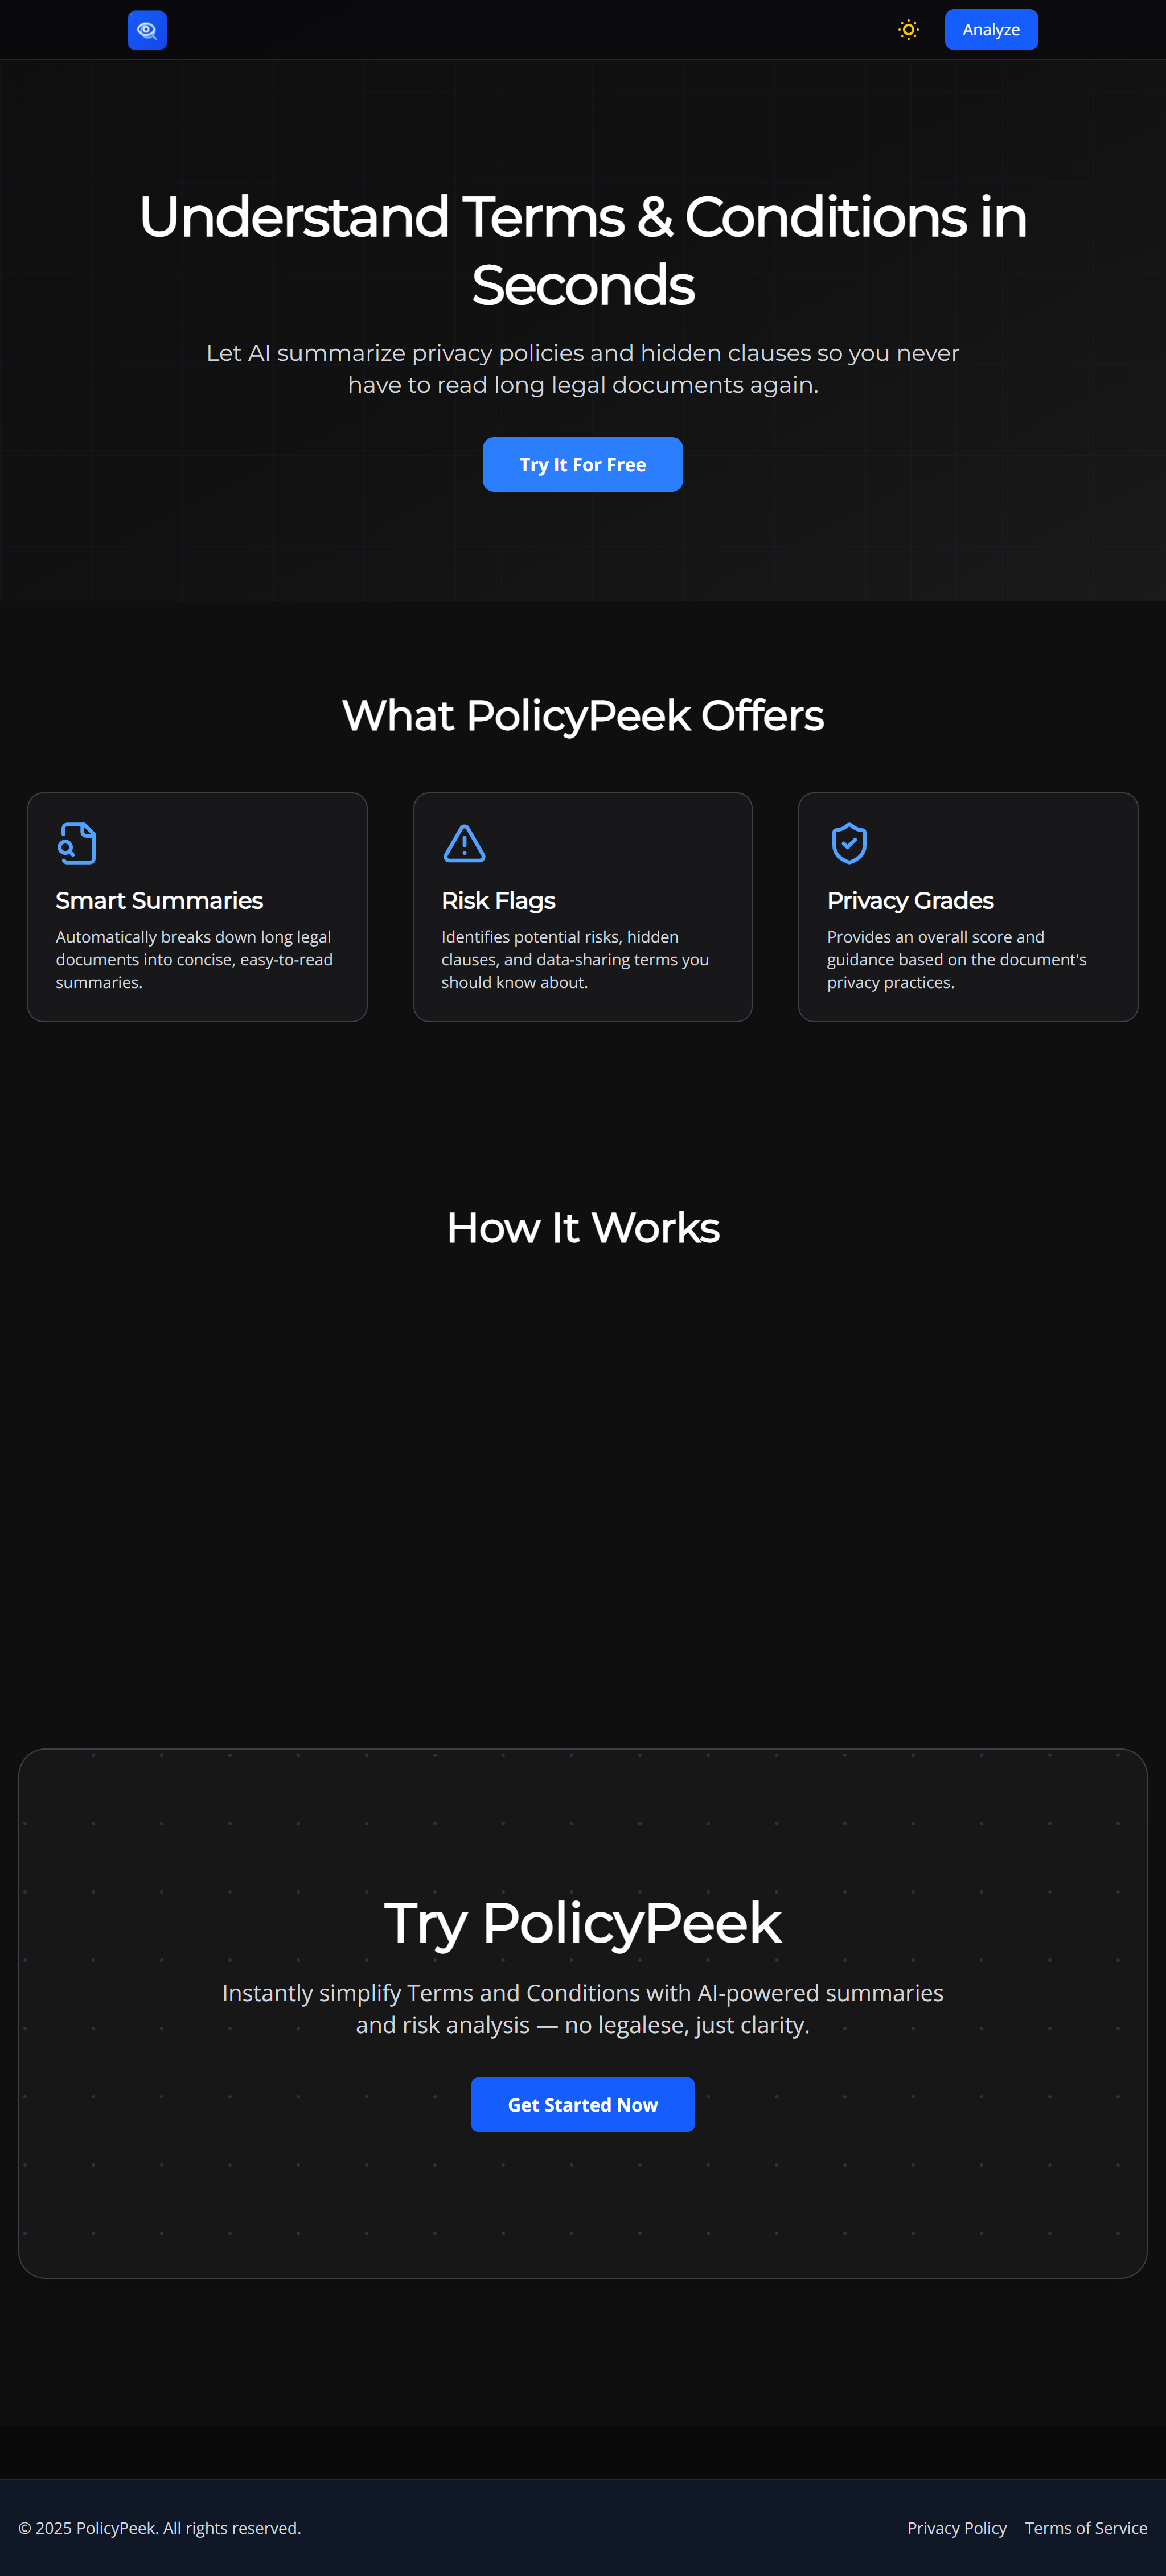 Analyze
Understand Terms & Conditions in
Seconds
Let AI summarize privacy policies and hidden clauses so you never
have to read long legal documents again.
Try It For Free
What PolicyPeek Offers
Smart Summaries
Automatically breaks down long legal
documents into concise, easy-to-read
summaries.
Risk Flags
Identifies potential risks, hidden
clauses, and data-sharing terms you
should know about.
Privacy Grades
Provides an overall score and
guidance based on the document's
privacy practices.
How It Works
Try PolicyPeek
Instantly simplify Terms and Conditions with AI-powered summaries
and risk analysis — no legalese, just clarity.
Get Started Now
© 2025 PolicyPeek. All rights reserved.
Privacy Policy
Terms of Service